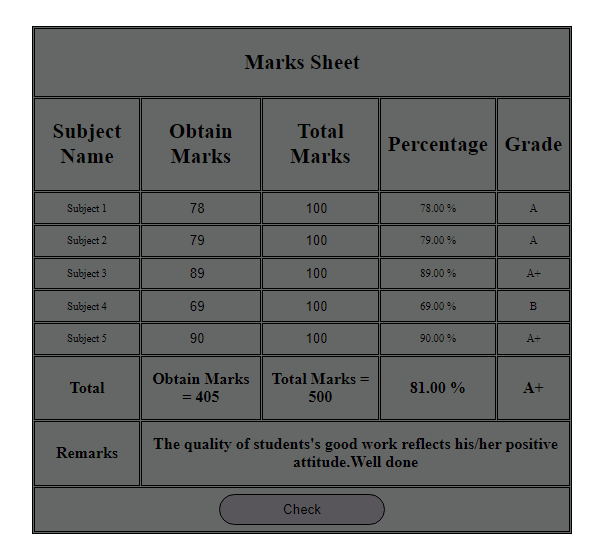 Marks Sheet
Subject Name Obtain Marks Total Marks Percentage Grade
Subject 1 78 100 78.00 % A
Subject 2 79 100 79.00 % A
Subject 3 89 100 89.00 % A+
Subject 4 69 100 69.00 % B
Subject 5 90 100 90.00 % A+
Total Obtain Marks = 405 Total Marks = 500 81.00 % A+
Remarks The quality of students's good work reflects his/her positive
attitude.Well done
Check